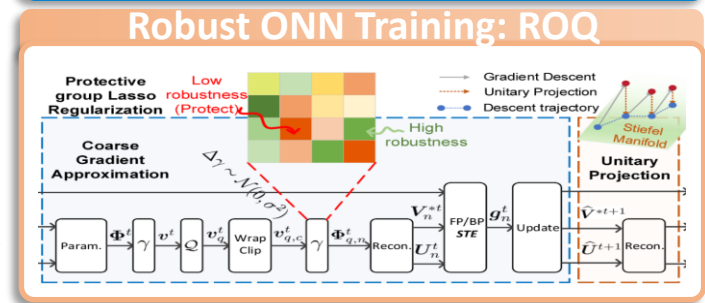 Robust ONN Training: ROQ
Protective
group Lasso
Regularization
Low
robustness
(Protect)
High
robustness
Gradient Descent
Unitary Projection
Descent trajectory
Stiefel
Manifold
Coarse
Gradient
Approximation
Δγ ~ N(0, σ²)
Unitary
Projection
Param.
Φ^t
γ
v^t
Q
v_q^t
Wrap
Clip
v_{q,c}^t
γ
Φ_{q,n}^t
Recon.
V_n^{*t}
U_n^t
FP/BP
STE
g_n^t
Update
V̂^{*t+1}
Û^{t+1}
Recon.